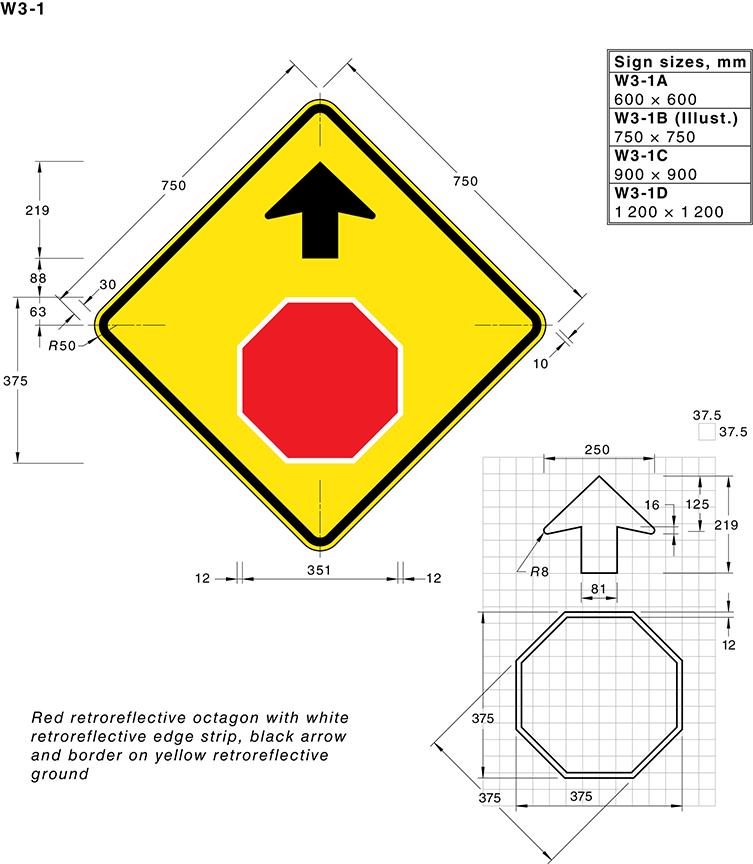 W3-1
Sign sizes, mm
W3-1A
600 × 600
W3-1B (Illust.)
750 × 750
W3-1C
900 × 900
W3-1D
1 200 × 1 200
750
750
219
88
30
63
R50
10
375
12
351
12
37.5
37.5
250
16
125
219
R8
81
12
375
375
375
Red retroreflective octagon with white
retroreflective edge strip, black arrow
and border on yellow retroreflective
ground